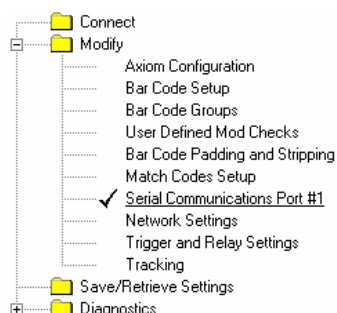 Connect
Modify
Axiom Configuration
Bar Code Setup
Bar Code Groups
User Defined Mod Checks
Bar Code Padding and Stripping
Match Codes Setup
Serial Communications Port #1
Network Settings
Trigger and Relay Settings
Tracking
Save/Retrieve Settings
Diagnostics